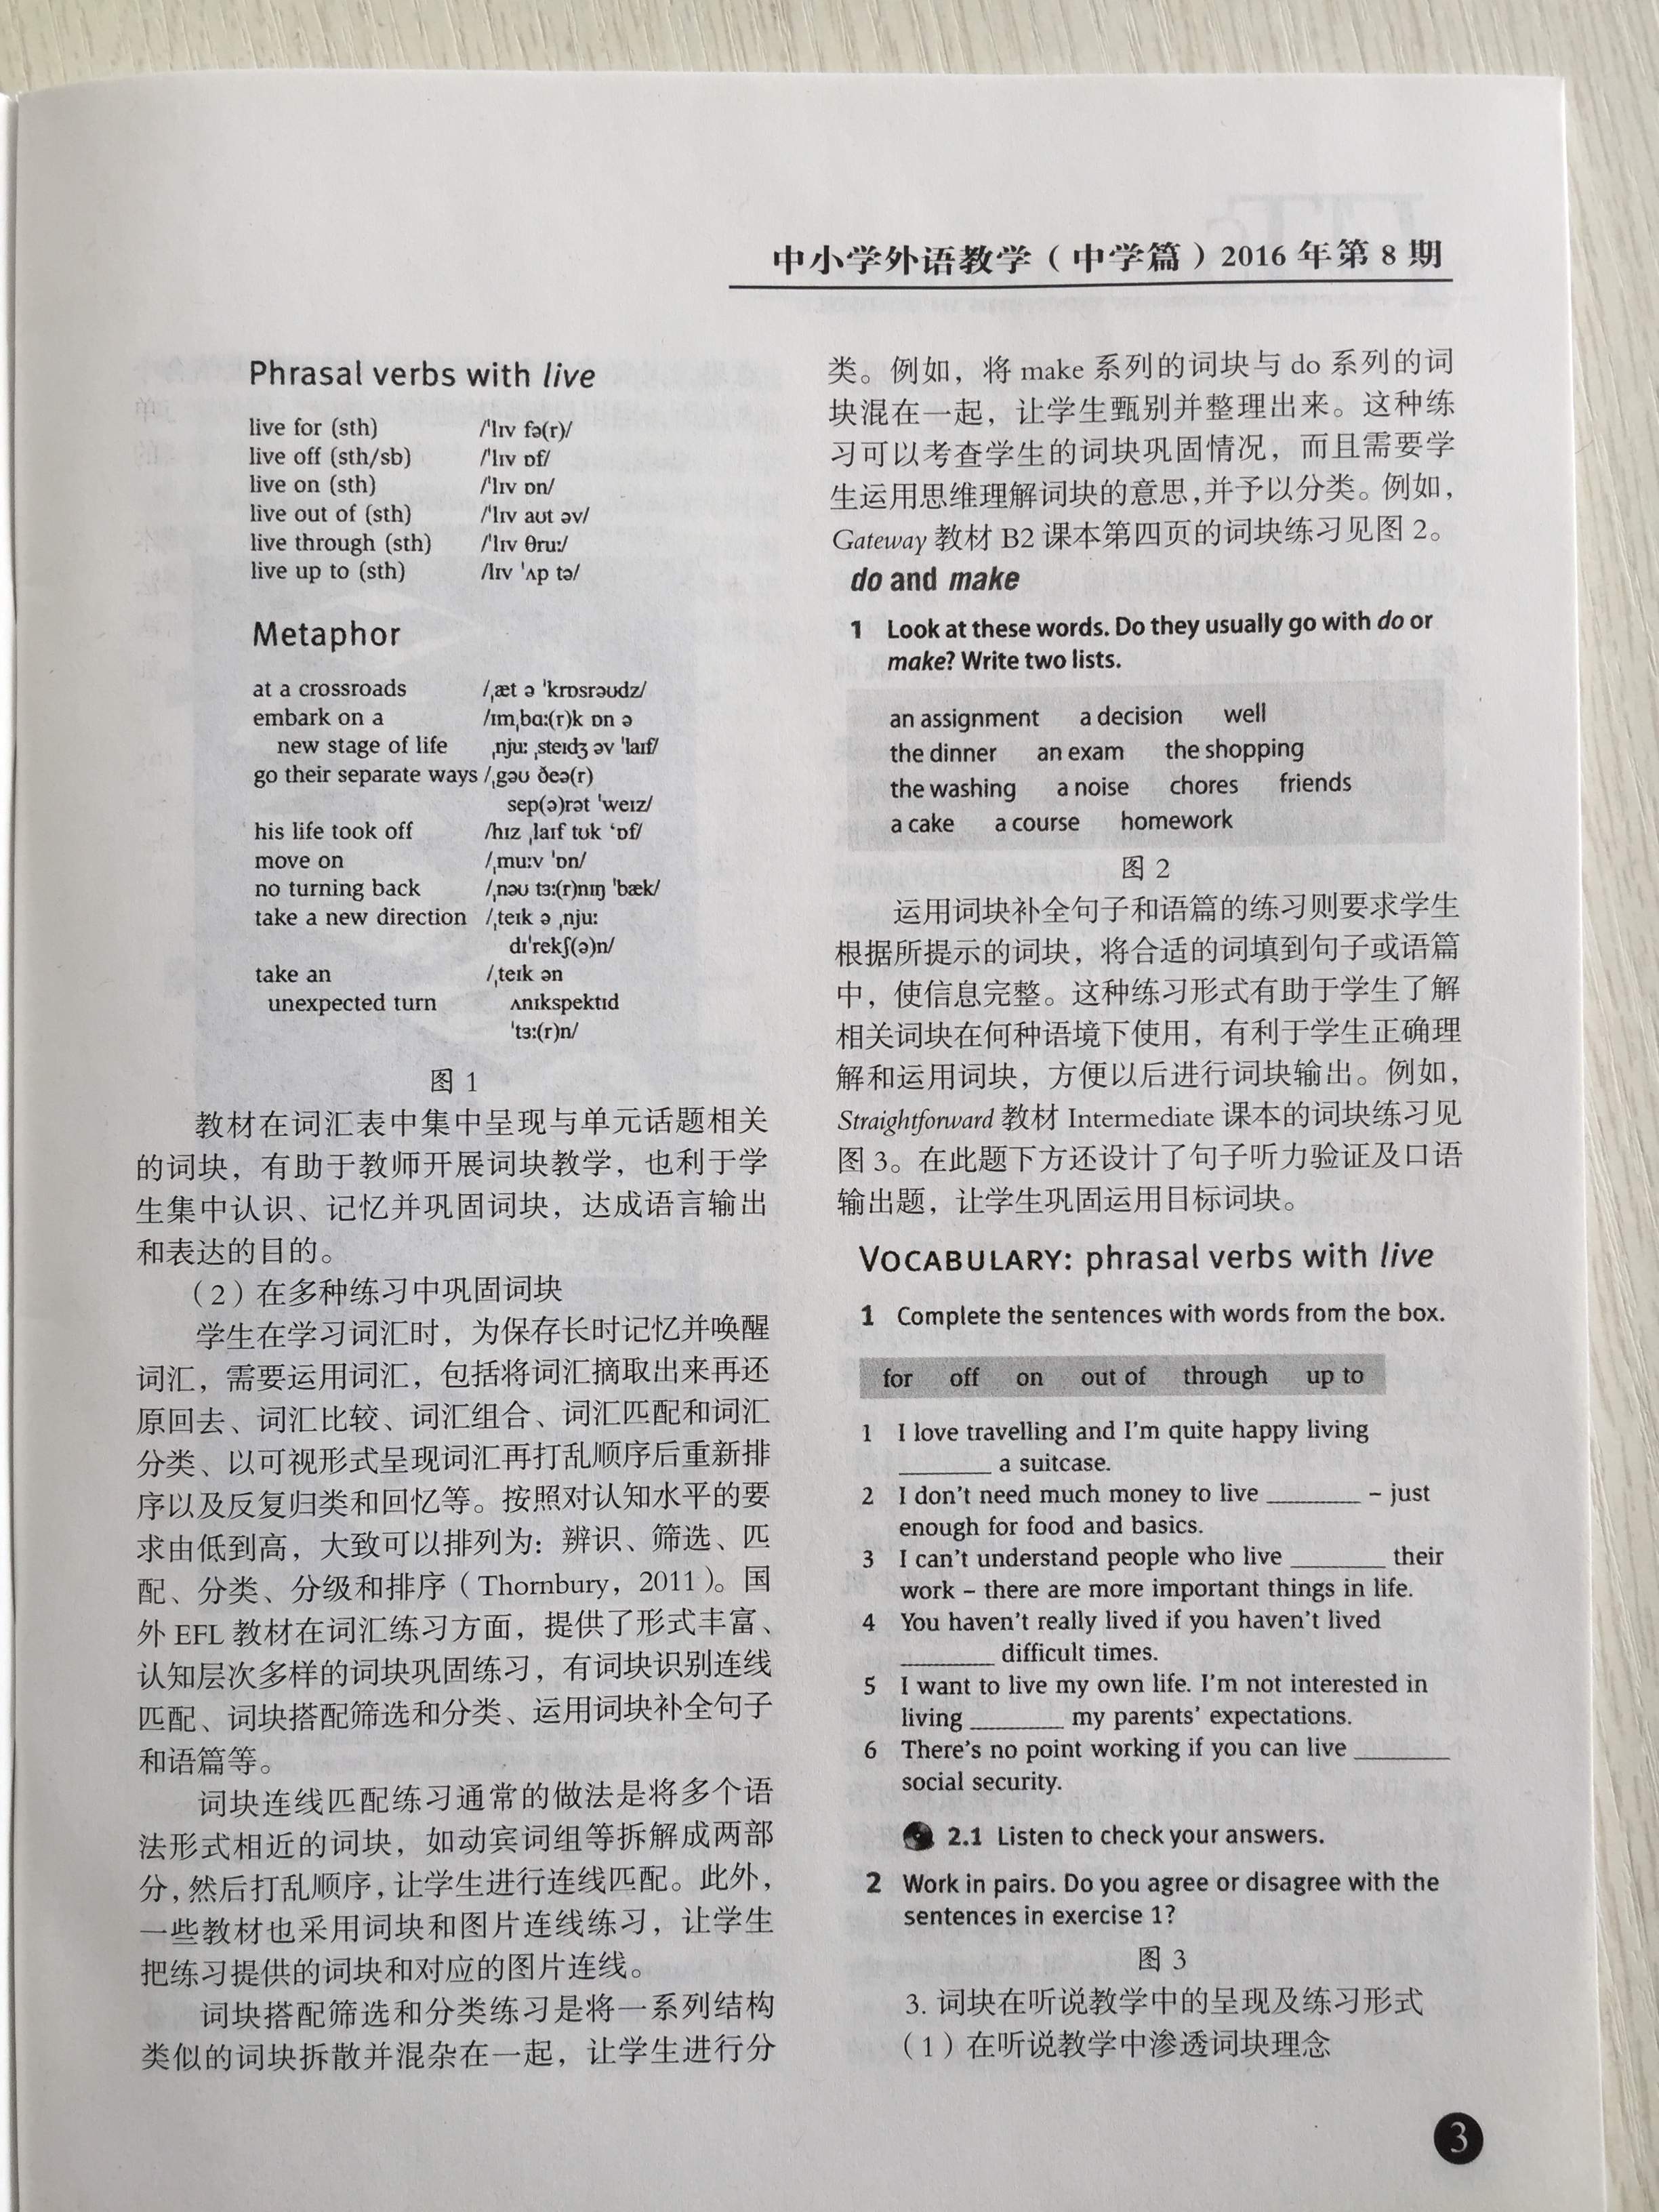 中小学外语教学（中学篇）2016 年第 8 期
Phrasal verbs with live
live for (sth) /ˈlɪv fə(r)/
live off (sth/sb) /ˈlɪv ɒf/
live on (sth) /ˈlɪv ɒn/
live out of (sth) /ˈlɪv aʊt əv/
live through (sth) /ˈlɪv θruː/
live up to (sth) /lɪv ˈʌp tə/
Metaphor
at a crossroads /ˌæt ə ˈkrɒsrəʊdz/
embark on a /ɪmˌbɑː(r)k ɒn ə
new stage of life ˌnjuː ˌsteɪdʒ əv ˈlaɪf/
go their separate ways /ˌgəʊ ðeə(r)
sep(ə)rət ˈweɪz/
his life took off /hɪz ˌlaɪf tʊk ‘ɒf/
move on /ˌmuːv ˈɒn/
no turning back /ˌnəʊ tɜː(r)nɪŋ ˈbæk/
take a new direction /ˌteɪk ə ˌnjuː
dɪˈrekʃ(ə)n/
take an /ˌteɪk ən
unexpected turn ʌnɪkspektɪd
ˈtɜː(r)n/
图 1
教材在词汇表中集中呈现与单元话题相关
的词块，有助于教师开展词块教学，也利于学
生集中认识、记忆并巩固词块，达成语言输出
和表达的目的。
（2）在多种练习中巩固词块
学生在学习词汇时，为保存长时记忆并唤醒
词汇，需要运用词汇，包括将词汇摘取出来再还
原回去、词汇比较、词汇组合、词汇匹配和词汇
分类、以可视形式呈现词汇再打乱顺序后重新排
序以及反复归类和回忆等。按照对认知水平的要
求由低到高，大致可以排列为：辨识、筛选、匹
配、分类、分级和排序（Thornbury，2011）。国
外 EFL 教材在词汇练习方面，提供了形式丰富、
认知层次多样的词块巩固练习，有词块识别连线
匹配、词块搭配筛选和分类、运用词块补全句子
和语篇等。
词块连线匹配练习通常的做法是将多个语
法形式相近的词块，如动宾词组等拆解成两部
分，然后打乱顺序，让学生进行连线匹配。此外，
一些教材也采用词块和图片连线练习，让学生
把练习提供的词块和对应的图片连线。
词块搭配筛选和分类练习是将一系列结构
类似的词块拆散并混杂在一起，让学生进行分
类。例如，将 make 系列的词块与 do 系列的词
块混在一起，让学生甄别并整理出来。这种练
习可以考查学生的词块巩固情况，而且需要学
生运用思维理解词块的意思，并予以分类。例如，
Gateway 教材 B2 课本第四页的词块练习见图 2。
do and make
1 Look at these words. Do they usually go with do or
make? Write two lists.
an assignment a decision well
the dinner an exam the shopping
the washing a noise chores friends
a cake a course homework
图 2
运用词块补全句子和语篇的练习则要求学生
根据所提示的词块，将合适的词填到句子或语篇
中，使信息完整。这种练习形式有助于学生了解
相关词块在何种语境下使用，有利于学生正确理
解和运用词块，方便以后进行词块输出。例如，
Straightforward 教材 Intermediate 课本的词块练习见
图 3。在此题下方还设计了句子听力验证及口语
输出题，让学生巩固运用目标词块。
VOCABULARY: phrasal verbs with live
1 Complete the sentences with words from the box.
for off on out of through up to
1 I love travelling and I’m quite happy living
________ a suitcase.
2 I don’t need much money to live ________ – just
enough for food and basics.
3 I can’t understand people who live ________ their
work – there are more important things in life.
4 You haven’t really lived if you haven’t lived
________ difficult times.
5 I want to live my own life. I’m not interested in
living ________ my parents’ expectations.
6 There’s no point working if you can live ________
social security.
2.1 Listen to check your answers.
2 Work in pairs. Do you agree or disagree with the
sentences in exercise 1?
图 3
3. 词块在听说教学中的呈现及练习形式
（1）在听说教学中渗透词块理念
3